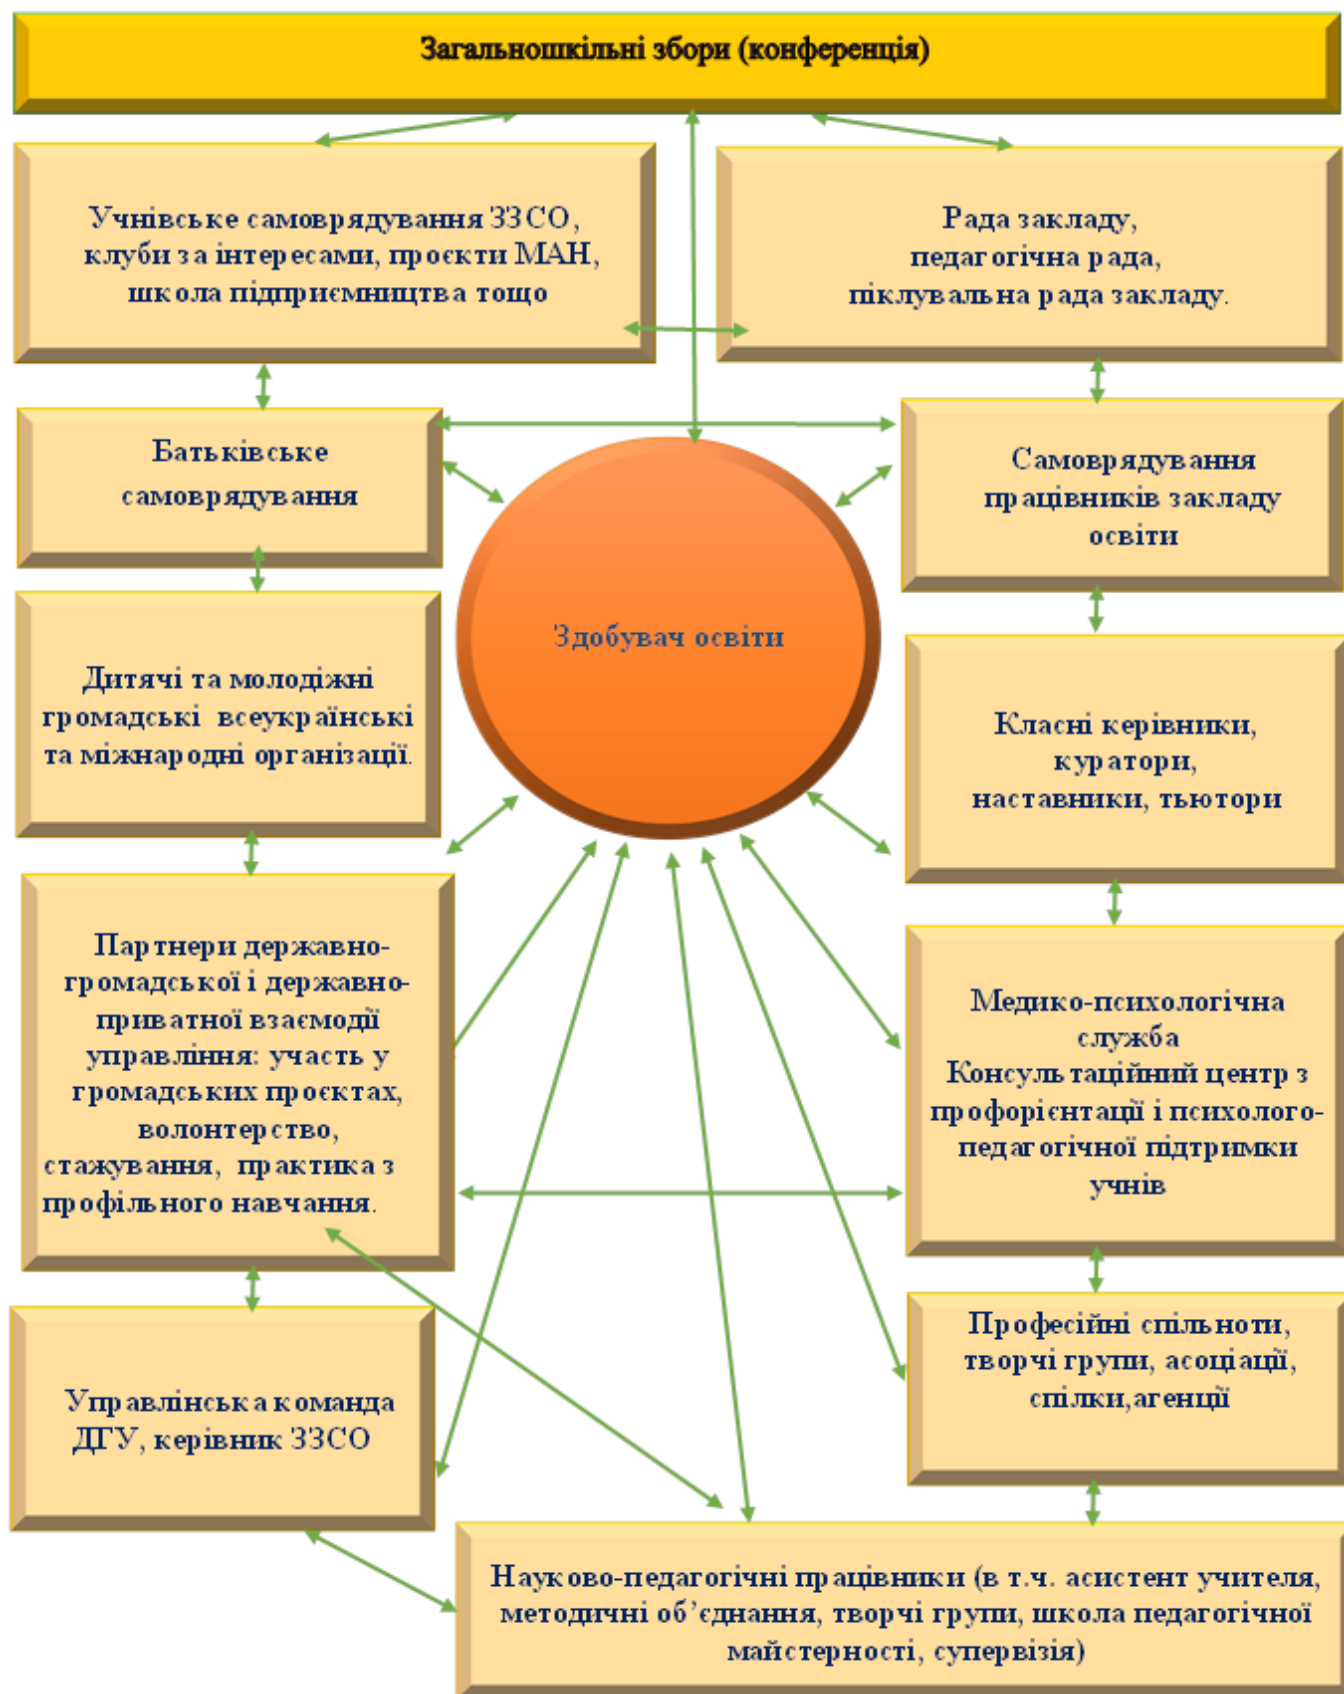 Загальношкільні збори (конференція)
Учнівське самоврядування ЗЗСО,
клуби за інтересами, проєкти МАН,
школа підприємництва тощо
Рада закладу,
педагогічна рада,
піклувальна рада закладу.
Батьківське
самоврядування
Самоврядування
працівників закладу
освіти
Здобувач освіти
Дитячі та молодіжні
громадські всеукраїнські
та міжнародні організації.
Класні керівники,
куратори,
наставники, тьютори
Партнери державно-
громадської і державно-
приватної взаємодії
управління: участь у
громадських проєктах,
волонтерство,
стажування, практика з
профільного навчання.
Медико-психологічна
служба
Консультаційний центр з
профорієнтації і психолого-
педагогічної підтримки
учнів
Управлінська команда
ДГУ, керівник ЗЗСО
Професійні спільноти,
творчі групи, асоціації,
спілки,агенції
Науково-педагогічні працівники (в т.ч. асистент учителя,
методичні об’єднання, творчі групи, школа педагогічної
майстерності, супервізія)